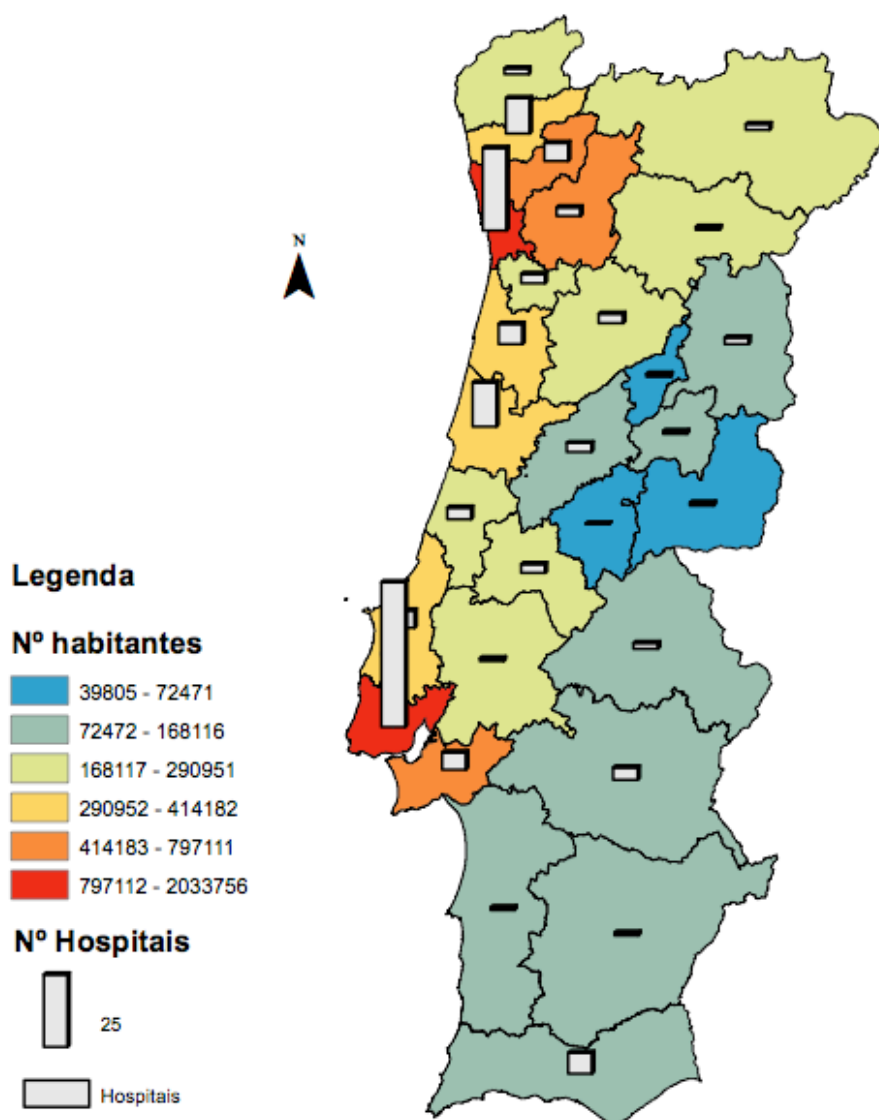 N
Legenda
Nº habitantes
39805 - 72471
72472 - 168116
168117 - 290951
290952 - 414182
414183 - 797111
797112 - 2033756
Nº Hospitais
25
Hospitais